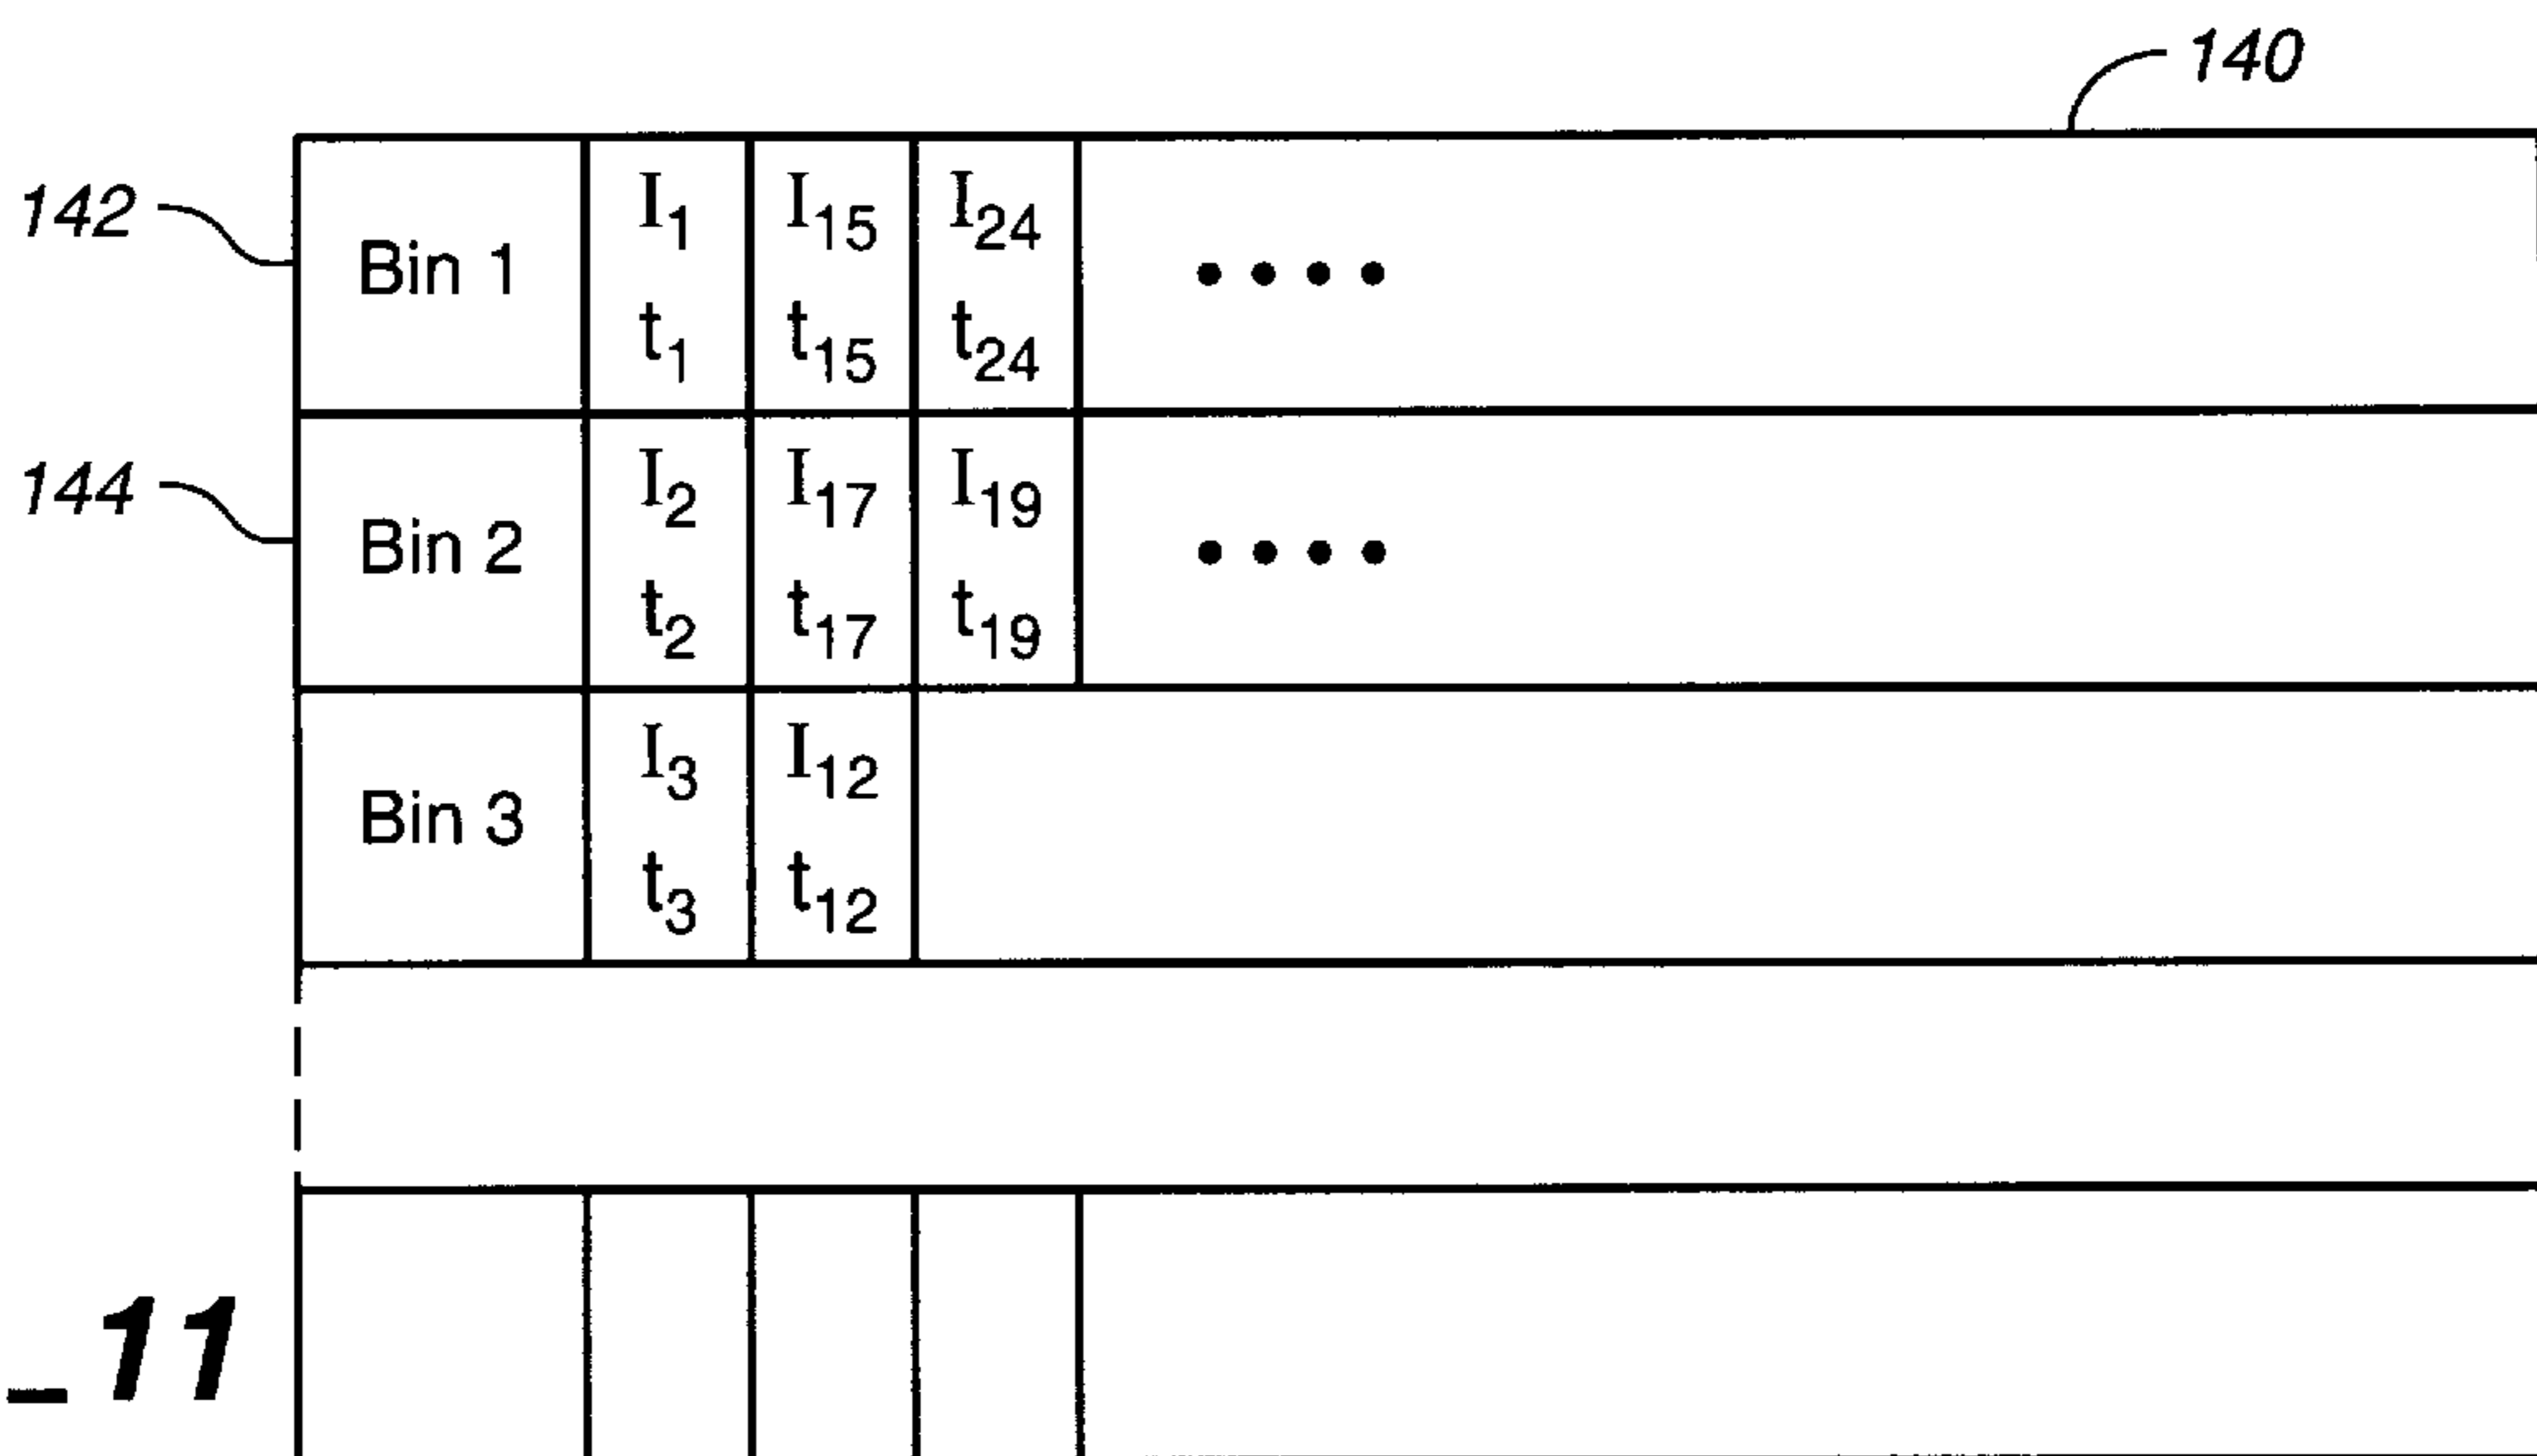 140
142 Bin 1 I₁ t₁ I₁₅ t₁₅ I₂₄ t₂₄ ••••
144 Bin 2 I₂ t₂ I₁₇ t₁₇ I₁₉ t₁₉ ••••
Bin 3 I₃ t₃ I₁₂ t₁₂
_11